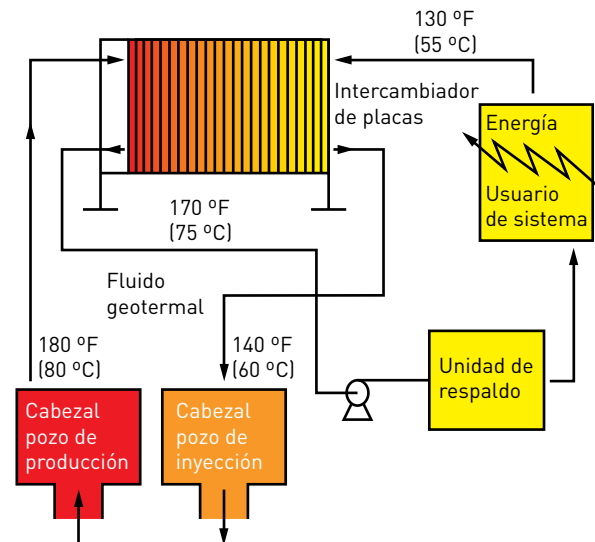 130 ºF
(55 ºC)
Intercambiador
de placas
Energía
Usuario
de sistema
170 ºF
(75 ºC)
Fluido
geotermal
180 ºF
(80 ºC)
140 ºF
(60 ºC)
Unidad de
respaldo
Cabezal
pozo de
producción
Cabezal
pozo de
inyección